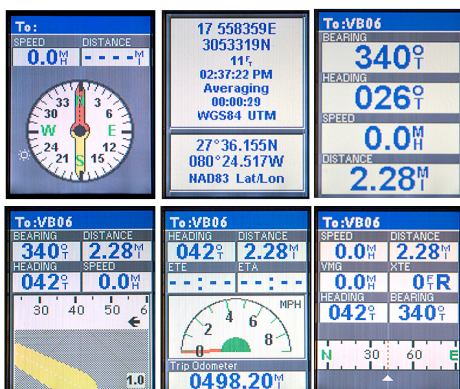 To:
SPEED DISTANCE
0.0 M H ---- M I
33 N 3
30 6
W E
24 12
21 S 15
17 558359E
3053319N
11 F T
02:37:22 PM
Averaging
00:00:29
WGS84 UTM
27°36.155N
080°24.517W
NAD83 Lat/Lon
To:VB06
BEARING
340° T
HEADING
026° T
SPEED
0.0 M H
DISTANCE
2.28 M I
To:VB06
BEARING DISTANCE
340° T 2.28 M I
HEADING SPEED
042° T 0.0 M H
30 40 50 6
1.0
To:VB06
HEADING DISTANCE
042° T 2.28 M I
ETE ETA
--:-- --:--
MPH
0 2 4 6 8
Trip Odometer
0498.20 M I
To:VB06
SPEED DISTANCE
0.0 M H 2.28 M I
VMG XTE
0.0 M H 0 F T R
HEADING BEARING
042° T 340° T
N 30 60 E